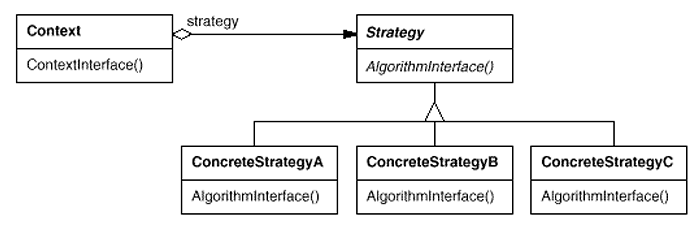 Context
strategy
Strategy
ContextInterface()
AlgorithmInterface()
ConcreteStrategyA
ConcreteStrategyB
ConcreteStrategyC
AlgorithmInterface()
AlgorithmInterface()
AlgorithmInterface()